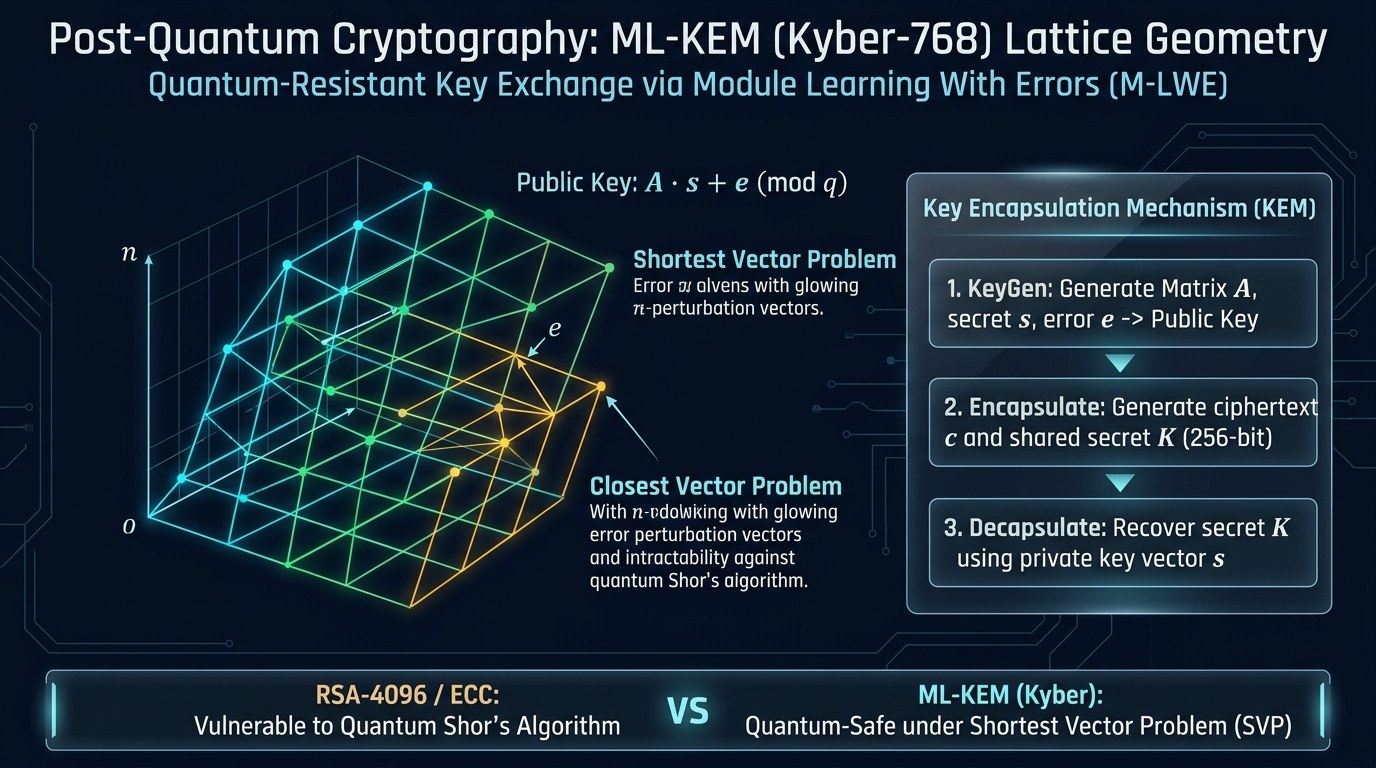 Post-Quantum Cryptography: ML-KEM (Kyber-768) Lattice Geometry
Quantum-Resistant Key Exchange via Module Learning With Errors (M-LWE)
Public Key: A · s + e (mod q)
n
Shortest Vector Problem
Error alvens with glowing
π-perturbation vectors.
e
o
Closest Vector Problem
With with glowing
error perturbation vectors
and intractability against
quantum Shor's algorithm.
Key Encapsulation Mechanism (KEM)
1. KeyGen: Generate Matrix A,
secret s, error e -> Public Key
2. Encapsulate: Generate ciphertext
c and shared secret K (256-bit)
3. Decapsulate: Recover secret K
using private key vector s
RSA-4096 / ECC:
Vulnerable to Quantum Shor's Algorithm
VS
ML-KEM (Kyber):
Quantum-Safe under Shortest Vector Problem (SVP)